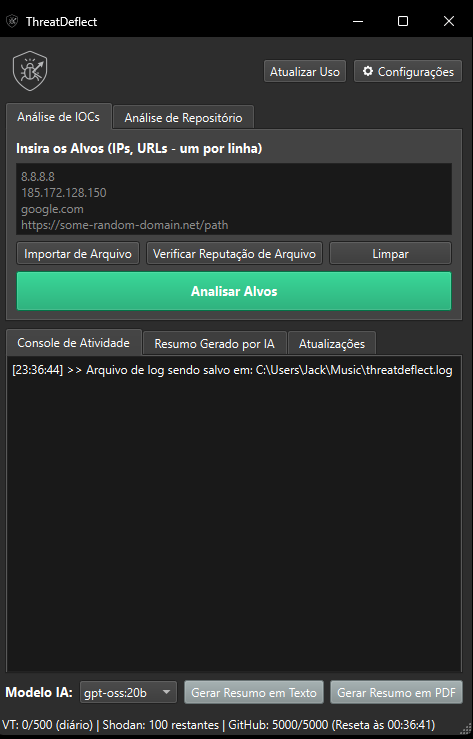 ThreatDeflect
Atualizar Uso
Configurações
Análise de IOCs
Análise de Repositório
Insira os Alvos (IPs, URLs - um por linha)
8.8.8.8
185.172.128.150
google.com
https://some-random-domain.net/path
Importar de Arquivo
Verificar Reputação de Arquivo
Limpar
Analisar Alvos
Console de Atividade
Resumo Gerado por IA
Atualizações
[23:36:44] >> Arquivo de log sendo salvo em: C:\Users\Jack\Music\threatdeflect.log
Modelo IA:
gpt-oss:20b
Gerar Resumo em Texto
Gerar Resumo em PDF
VT: 0/500 (diário) | Shodan: 100 restantes | GitHub: 5000/5000 (Reseta às 00:36:41)